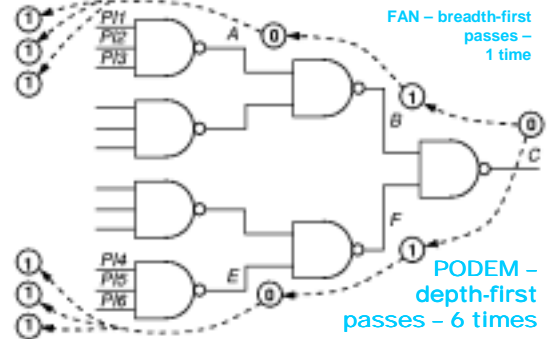 FAN – breadth-first
passes –
1 time
1
1
1
PI1
PI2
PI3
A
0
1
B
0
C
F
1
PI4
PI5
PI6
E
0
1
1
1
PODEM –
depth-first
passes – 6 times